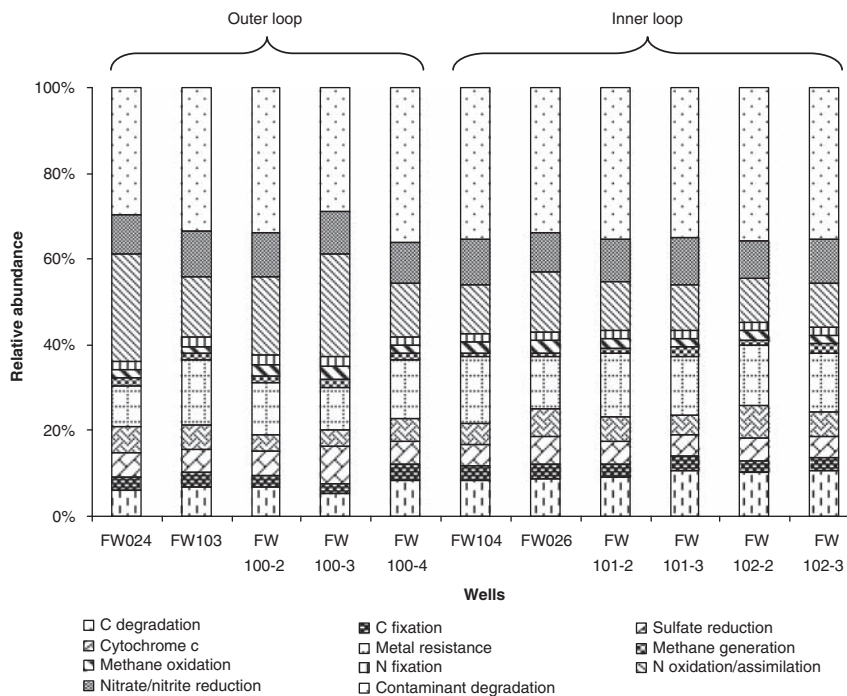 Outer loop
Inner loop
100%
80%
60%
40%
20%
0%
Relative abundance
FW024 FW103 FW FW FW FW104 FW026 FW FW FW FW
100-2 100-3 100-4 101-2 101-3 102-2 102-3
Wells
C degradation C fixation Sulfate reduction
Cytochrome c Metal resistance Methane generation
Methane oxidation N fixation N oxidation/assimilation
Nitrate/nitrite reduction Contaminant degradation